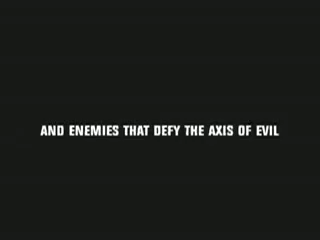 AND ENEMIES THAT DEFY THE AXIS OF EVIL